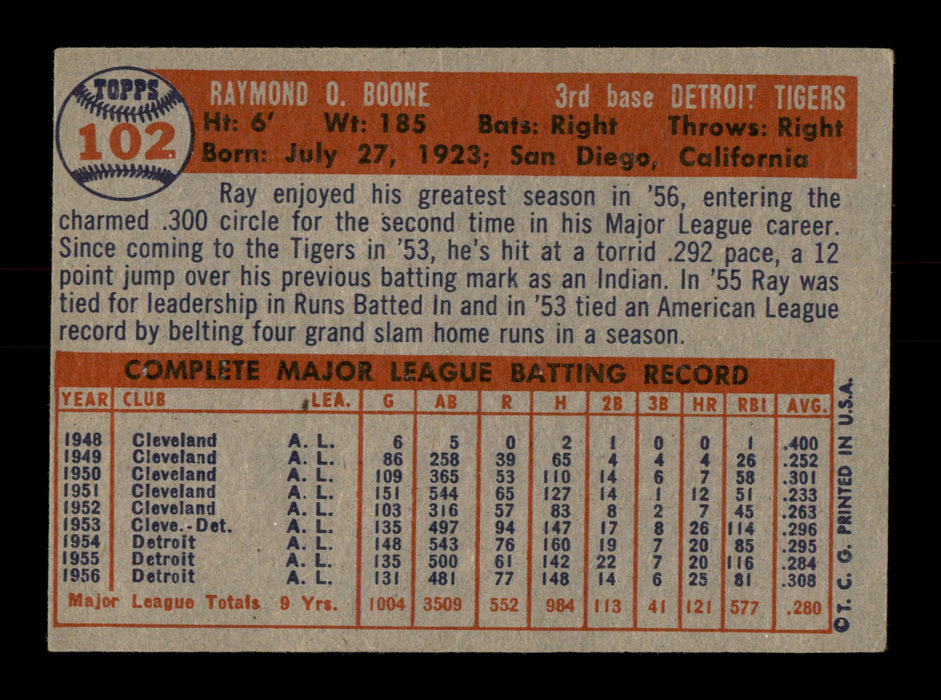 TOPPS
102
RAYMOND O. BOONE 3rd base DETROIT TIGERS
Ht: 6' Wt: 185 Bats: Right Throws: Right
Born: July 27, 1923; San Diego, California
Ray enjoyed his greatest season in '56, entering the
charmed .300 circle for the second time in his Major League career.
Since coming to the Tigers in '53, he's hit at a torrid .292 pace, a 12
point jump over his previous batting mark as an Indian. In '55 Ray was
tied for leadership in Runs Batted In and in '53 tied an American League
record by belting four grand slam home runs in a season.
COMPLETE MAJOR LEAGUE BATTING RECORD
YEAR CLUB LEA. G AB R H 2B 3B HR RBI AVG.
1948 Cleveland A. L. 6 5 0 2 1 0 0 1 .400
1949 Cleveland A. L. 86 258 39 65 4 4 4 26 .252
1950 Cleveland A. L. 109 365 53 110 14 6 7 58 .301
1951 Cleveland A. L. 151 544 65 127 14 1 12 51 .233
1952 Cleveland A. L. 103 316 57 83 8 2 7 45 .263
1953 Cleve.-Det. A. L. 135 497 94 147 17 8 26 114 .296
1954 Detroit A. L. 148 543 76 160 19 7 20 85 .295
1955 Detroit A. L. 135 500 61 142 22 7 20 116 .284
1956 Detroit A. L. 131 481 77 148 14 6 25 81 .308
Major League Totals 9 Yrs. 1004 3509 552 984 113 41 121 577 .280
©T. C. G. PRINTED IN U.S.A.